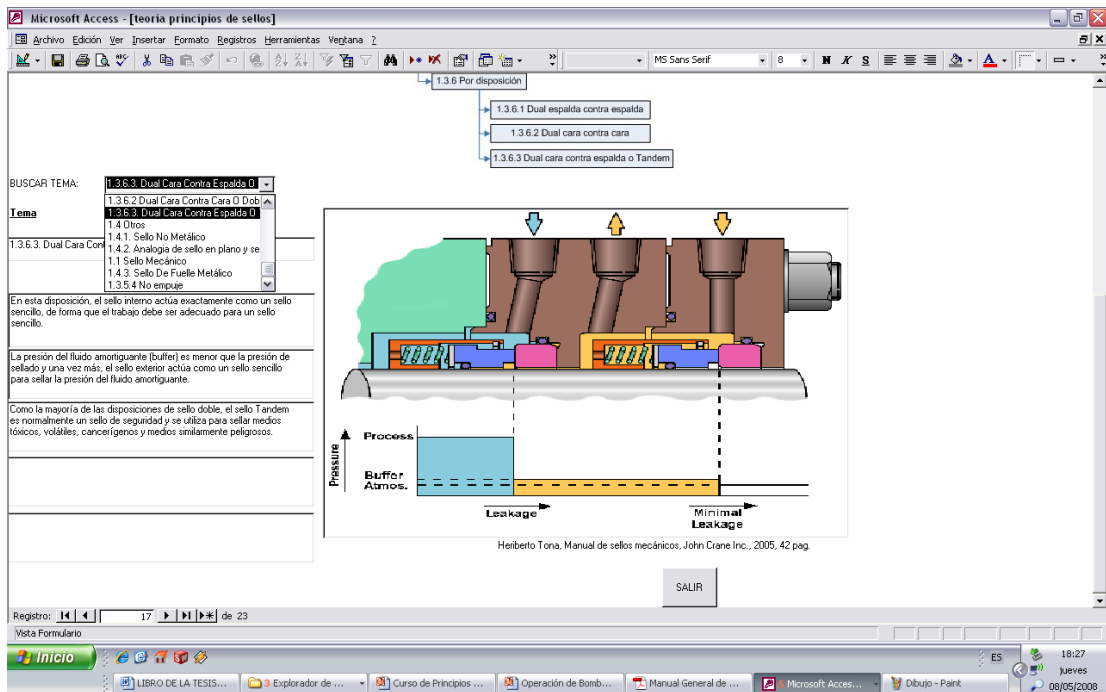 Microsoft Access - [teoria principios de sellos]
Archivo Edición Ver Insertar Formato Registros Herramientas Ventana ?
MS Sans Serif 8 N K S
1.3.6 Por disposición
1.3.6.1 Dual espalda contra espalda
1.3.6.2 Dual cara contra cara
1.3.6.3 Dual cara contra espalda o Tandem
BUSCAR TEMA: 1.3.6.3. Dual Cara Contra Espalda O
1.3.6.2 Dual Cara Contra Cara O Dob
1.3.6.3. Dual Cara Contra Espalda O
1.4 Otros
1.4.1. Sello No Metálico
1.4.2. Analogia de sello en plano y se
1.1 Sello Mecánico
1.4.3. Sello De Fuelle Metálico
1.3.5.4 No empuje
Tema
1.3.6.3. Dual Cara Con
En esta disposición, el sello interno actúa exactamente como un sello
sencillo, de forma que el trabajo debe ser adecuado para un sello
sencillo.
La presión del fluido amortiguante (buffer) es menor que la presión de
sellado y una vez más, el sello exterior actúa como un sello sencillo
para sellar la presión del fluido amortiguante.
Como la mayoría de las disposiciones de sello doble, el sello Tandem
es normalmente un sello de seguridad y se utiliza para sellar medios
tóxicos, volátiles, cancerígenos y medios similarmente peligrosos.
Pressure
Process
Buffer
Atmos.
Leakage
Minimal
Leakage
Heriberto Tona, Manual de sellos mecánicos, John Crane Inc., 2005, 42 pag.
SALIR
Registro: 17 de 23
Vista Formulario
Inicio
ES
18:27
jueves
08/05/2008
LIBRO DE LA TESIS...
3 Explorador de ...
Curso de Principios ...
Operación de Bomb...
Manual General de ...
5 Microsoft Acces...
Dibujo - Paint